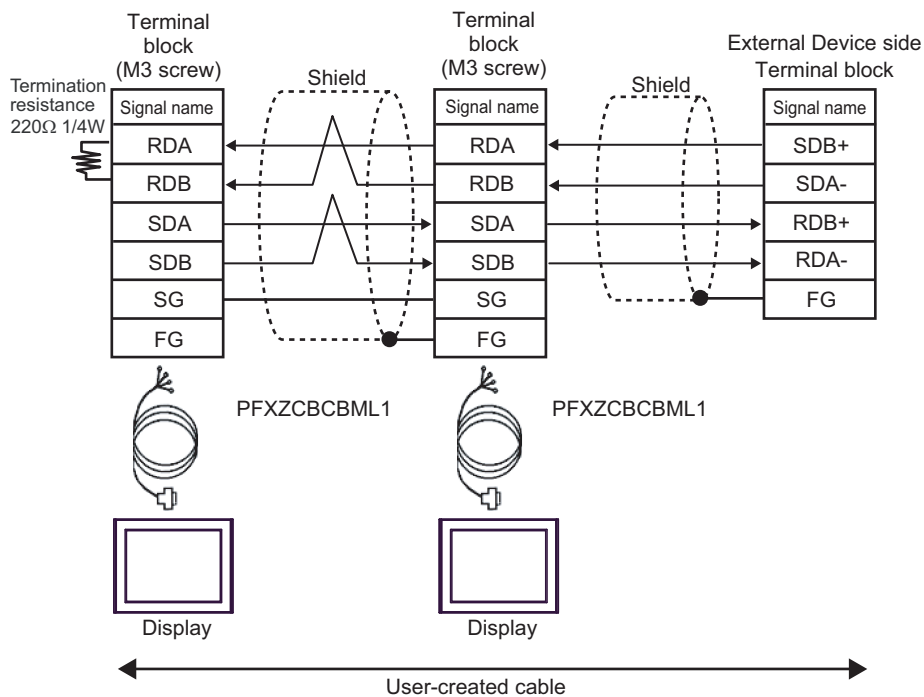 Terminal
block
(M3 screw)
Terminal
block
(M3 screw)
External Device side
Terminal block
Termination
resistance
220Ω 1/4W
Shield
Shield
Signal name
Signal name
Signal name
RDA
RDA
SDB+
RDB
RDB
SDA-
SDA
SDA
RDB+
SDB
SDB
RDA-
SG
SG
FG
FG
FG
PFXZCBCBML1
PFXZCBCBML1
Display
Display
User-created cable